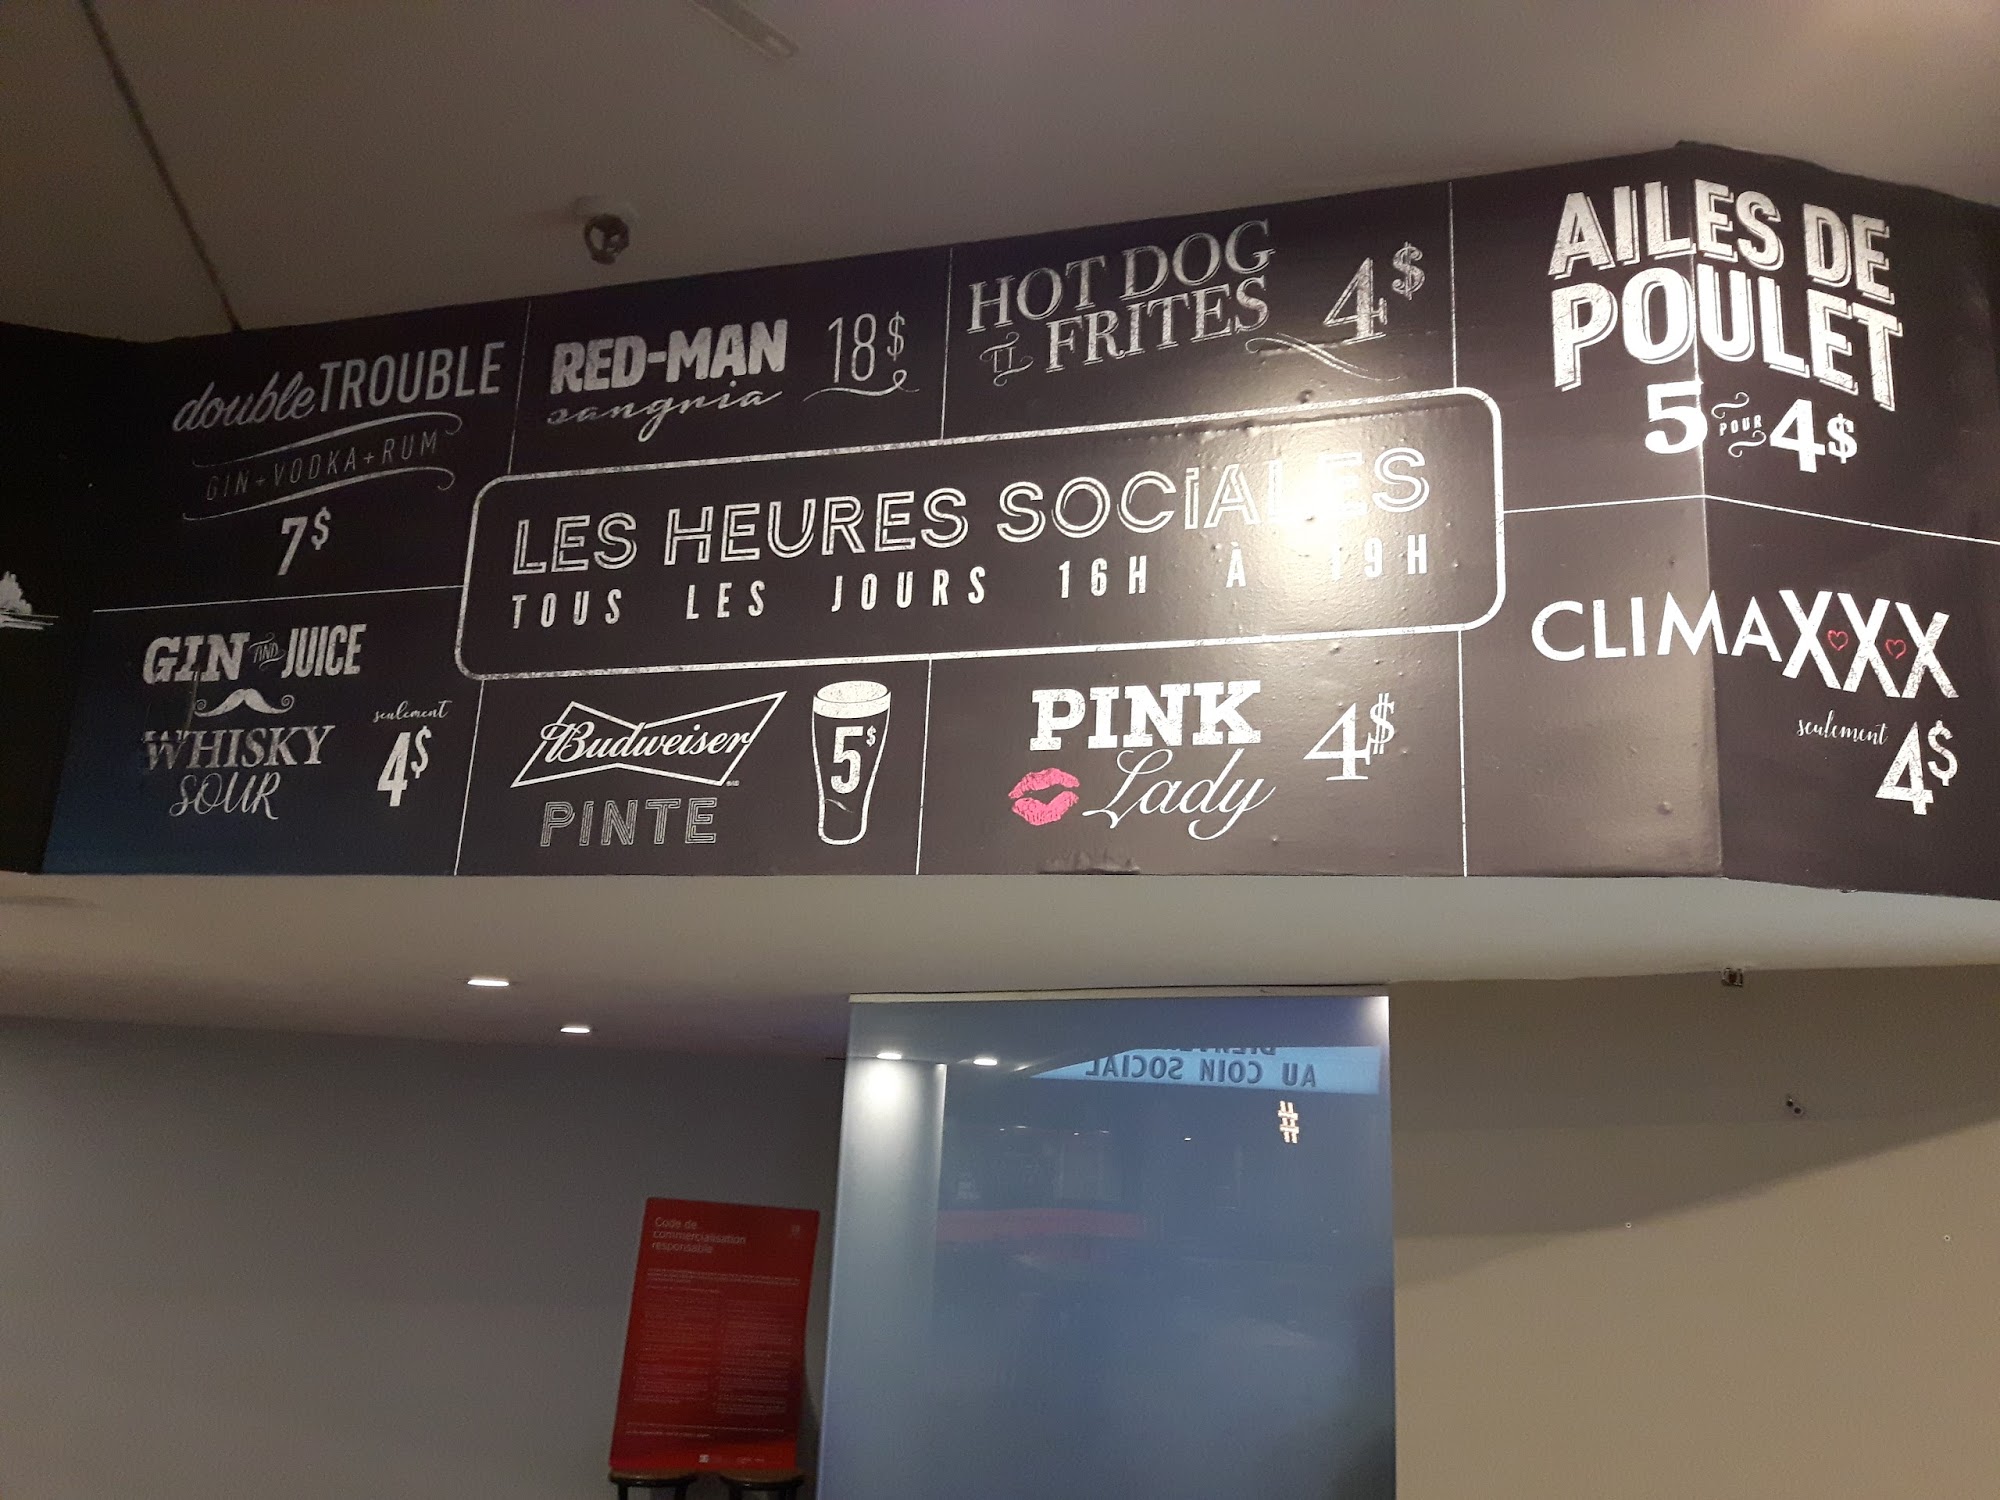 doubleTROUBLE
GIN + VODKA + RUM
7$
RED-MAN
sangria
18$
HOT DOG
FRITES
4$
AILES DE
POULET
5 POUR 4$
LES HEURES SOCIALES
TOUS LES JOURS 16H À 19H
GIN AND JUICE
WHISKY
SOUR
seulement
4$
Budweiser
PINTE
5$
PINK
Lady
4$
CLIMAXXX
seulement
4$
AU COIN SOCIAL
#
Code de
commercialisation
responsable